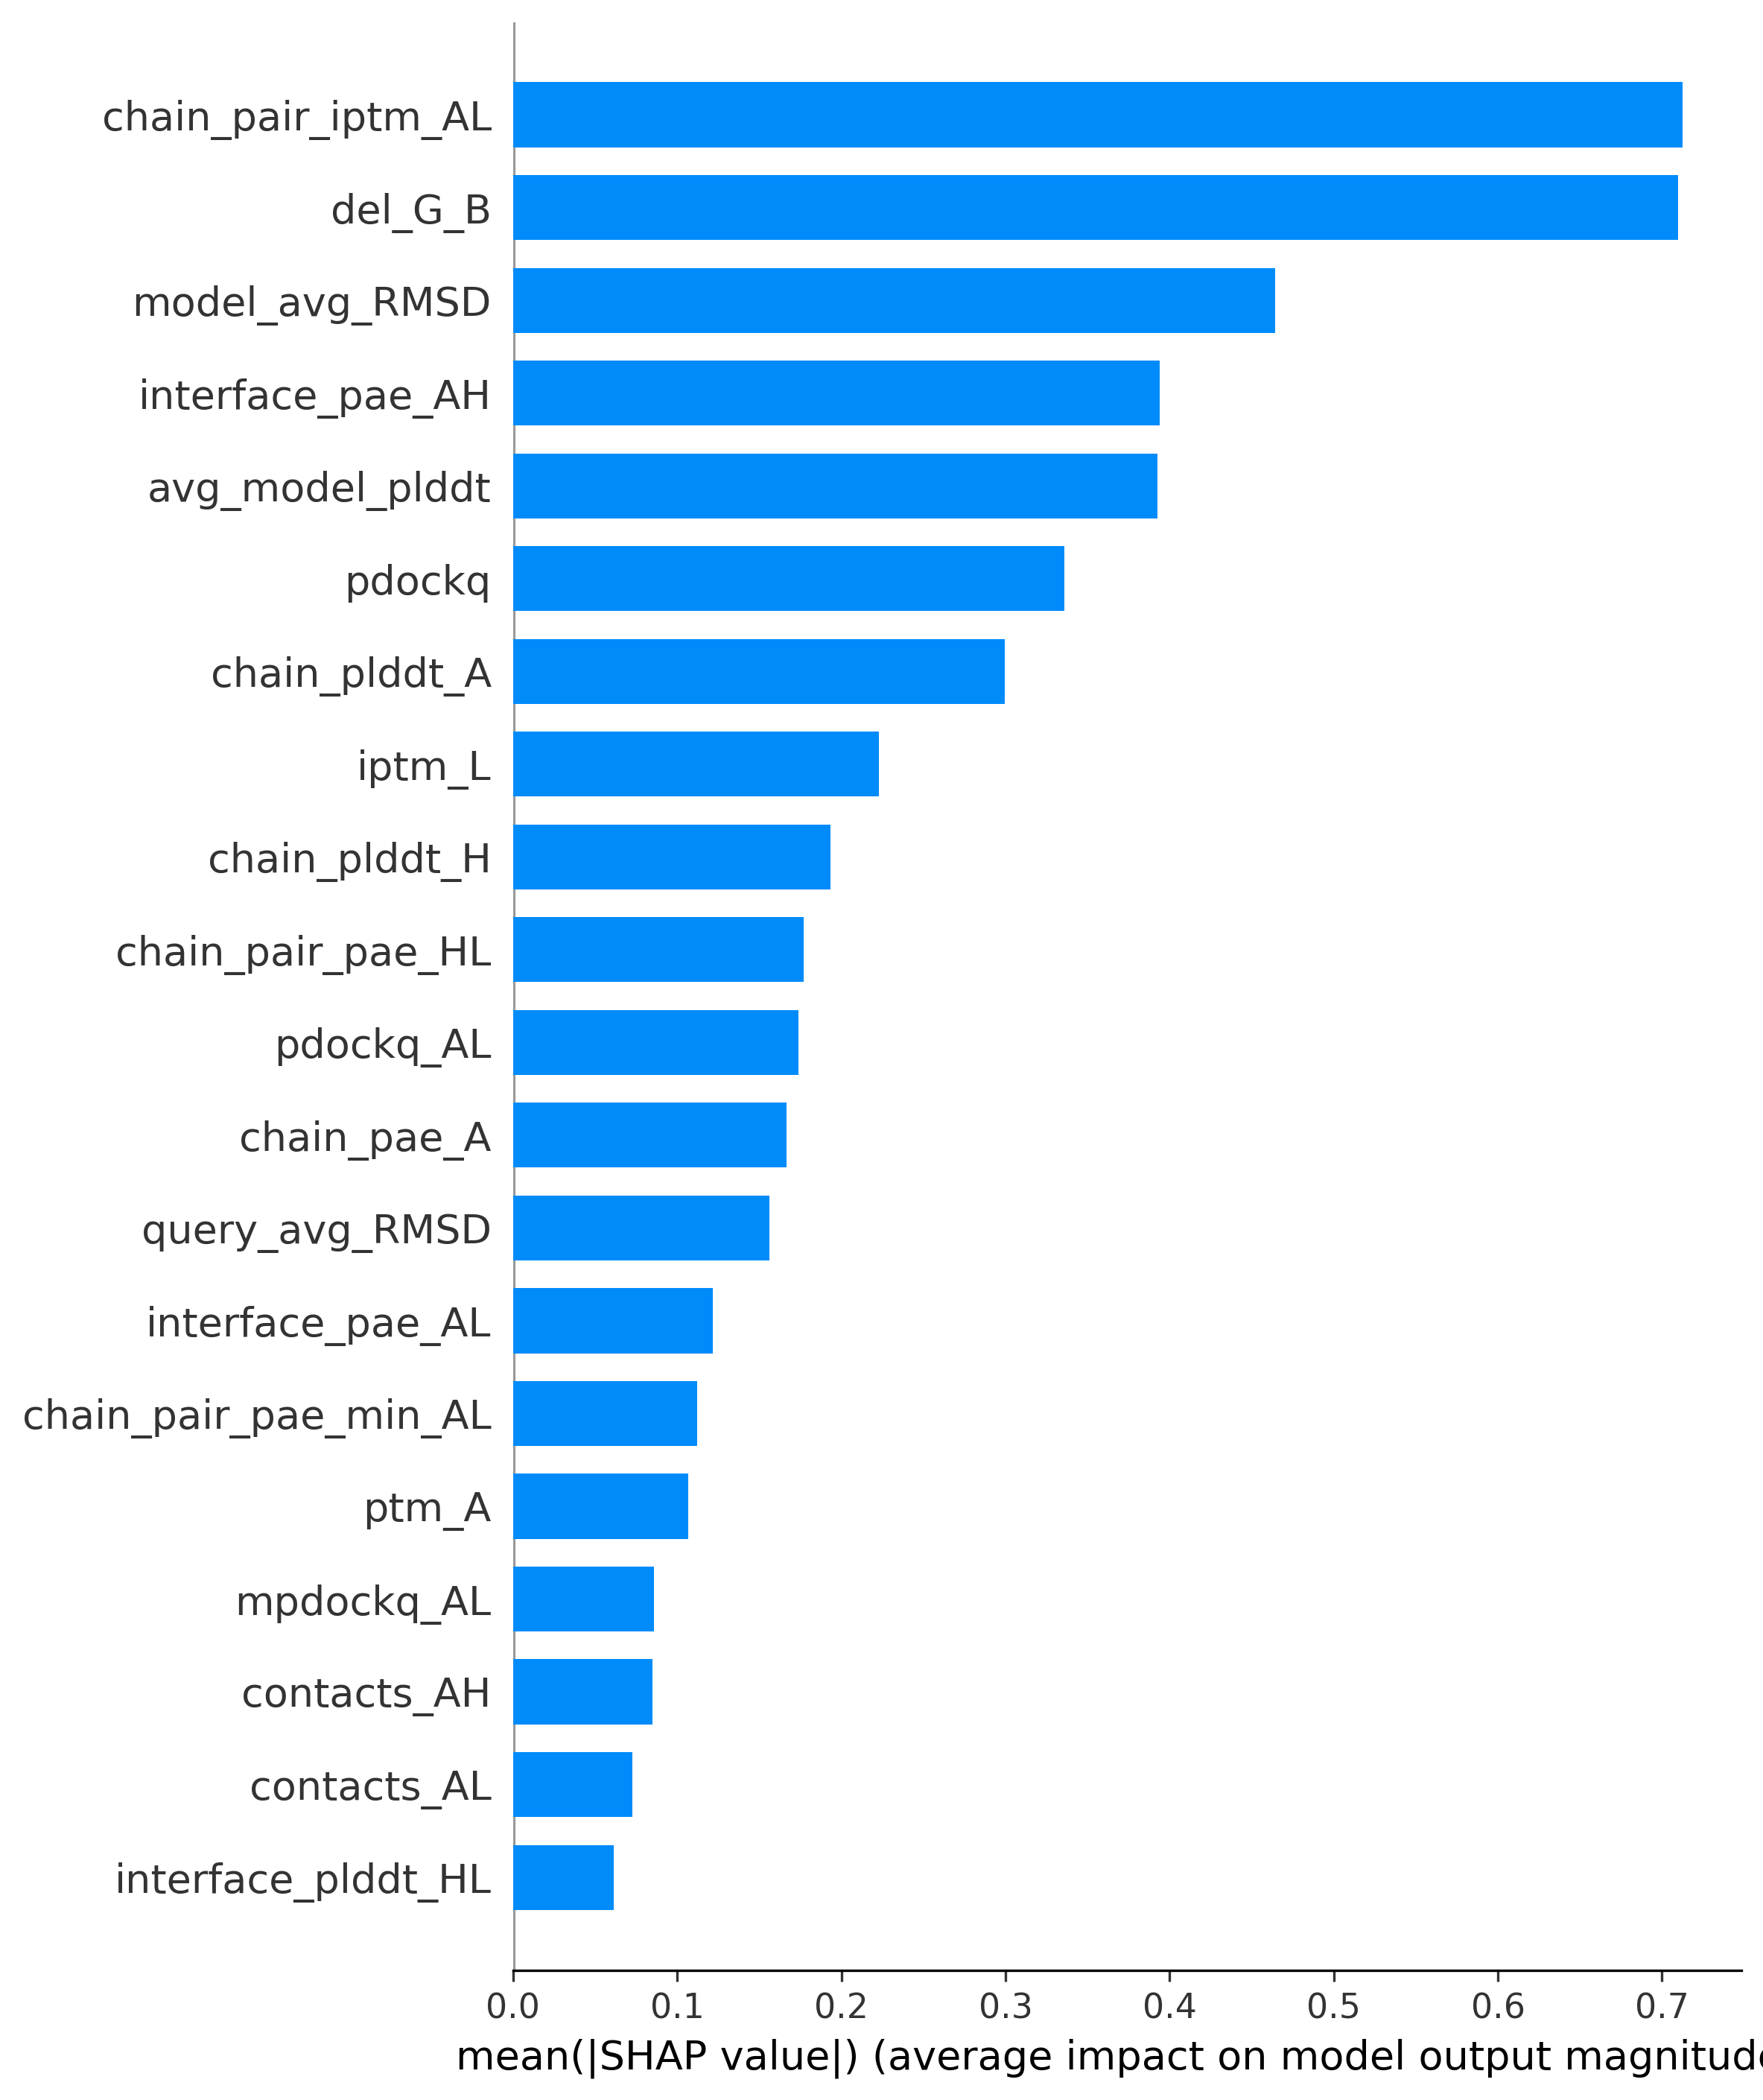 chain_pair_iptm_AL
del_G_B
model_avg_RMSD
interface_pae_AH
avg_model_plddt
pdockq
chain_plddt_A
iptm_L
chain_plddt_H
chain_pair_pae_HL
pdockq_AL
chain_pae_A
query_avg_RMSD
interface_pae_AL
chain_pair_pae_min_AL
ptm_A
mpdockq_AL
contacts_AH
contacts_AL
interface_plddt_HL
0.0 0.1 0.2 0.3 0.4 0.5 0.6 0.7
mean(|SHAP value|) (average impact on model output magnitude